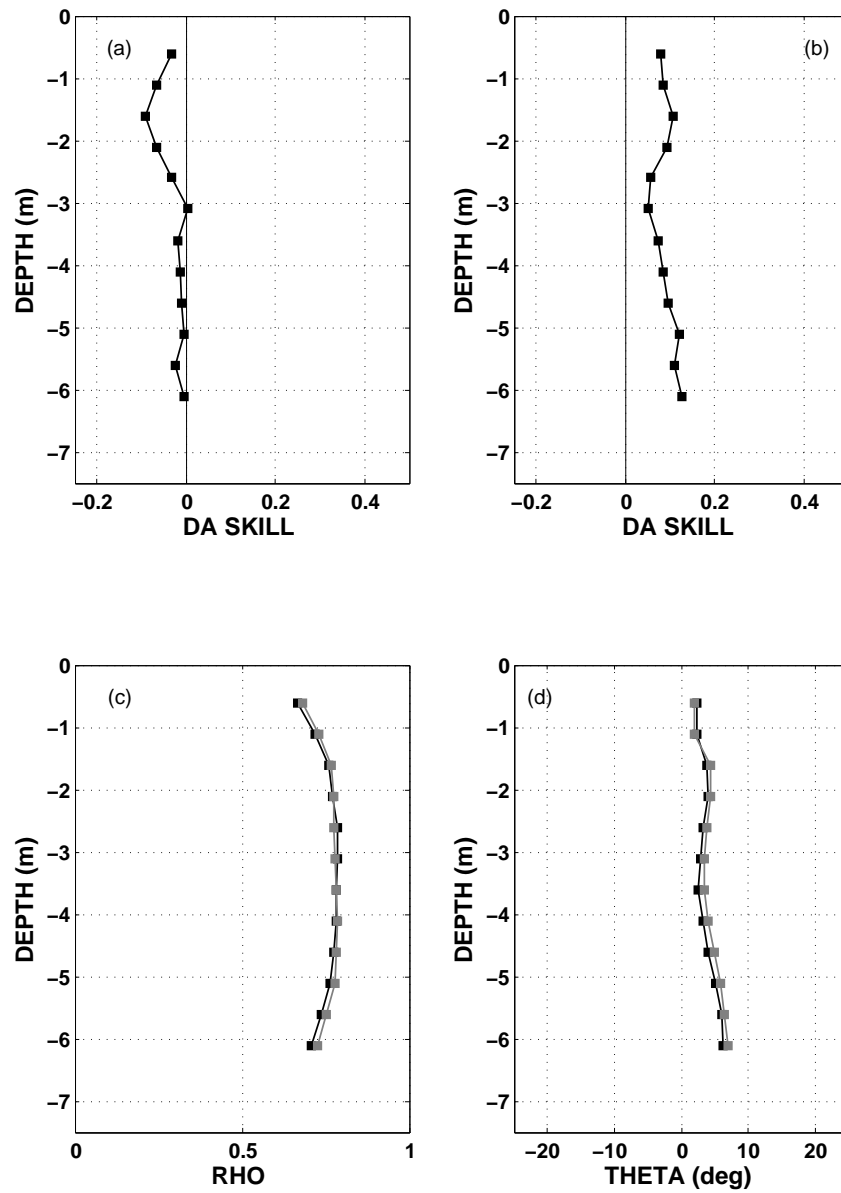 0
−1
−2
−3
−4
−5
−6
−7
DEPTH (m)
(a)
−0.2 0 0.2 0.4
DA SKILL
0
−1
−2
−3
−4
−5
−6
−7
DEPTH (m)
(b)
−0.2 0 0.2 0.4
DA SKILL
0
−1
−2
−3
−4
−5
−6
−7
DEPTH (m)
(c)
0 0.5 1
RHO
0
−1
−2
−3
−4
−5
−6
−7
DEPTH (m)
(d)
−20 −10 0 10 20
THETA (deg)